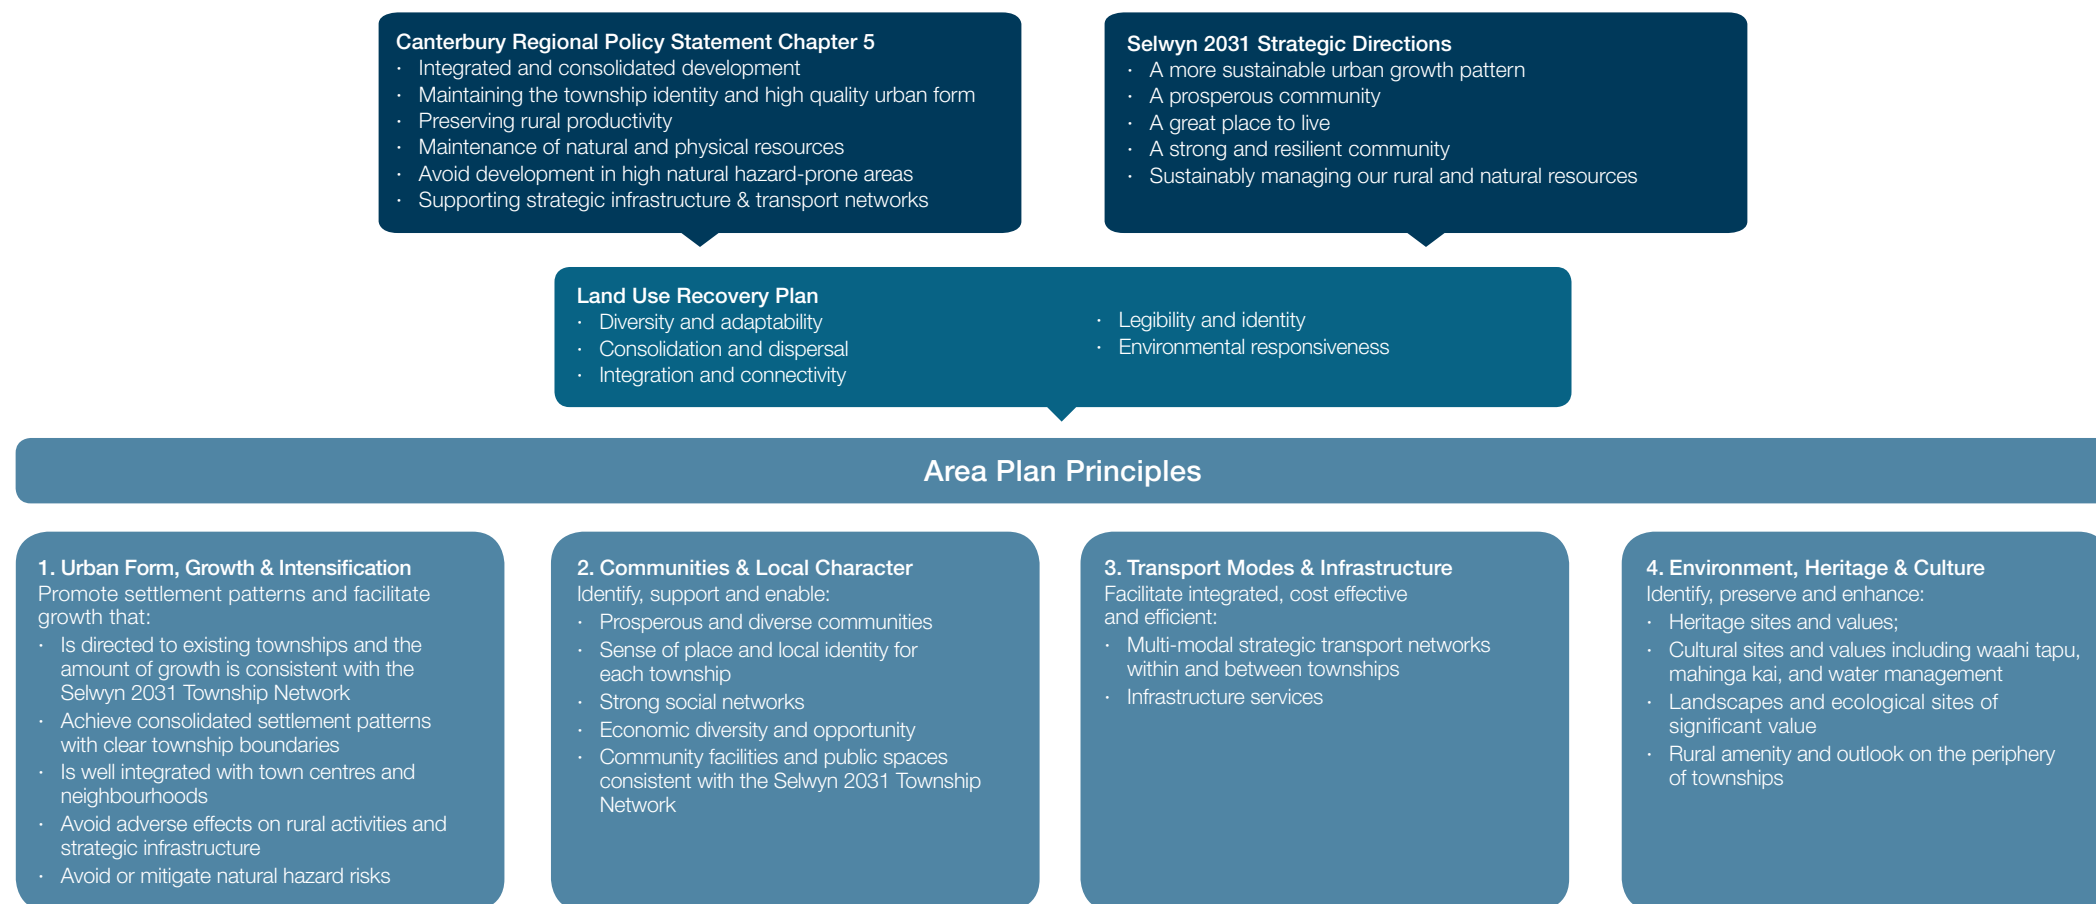 Canterbury Regional Policy Statement Chapter 5
· Integrated and consolidated development
· Maintaining the township identity and high quality urban form
· Preserving rural productivity
· Maintenance of natural and physical resources
· Avoid development in high natural hazard-prone areas
· Supporting strategic infrastructure & transport networks
Selwyn 2031 Strategic Directions
· A more sustainable urban growth pattern
· A prosperous community
· A great place to live
· A strong and resilient community
· Sustainably managing our rural and natural resources
Land Use Recovery Plan
· Diversity and adaptability
· Consolidation and dispersal
· Integration and connectivity
· Legibility and identity
· Environmental responsiveness
Area Plan Principles
1. Urban Form, Growth & Intensification
Promote settlement patterns and facilitate
growth that:
· Is directed to existing townships and the
amount of growth is consistent with the
Selwyn 2031 Township Network
· Achieve consolidated settlement patterns
with clear township boundaries
· Is well integrated with town centres and
neighbourhoods
· Avoid adverse effects on rural activities and
strategic infrastructure
· Avoid or mitigate natural hazard risks
2. Communities & Local Character
Identify, support and enable:
· Prosperous and diverse communities
· Sense of place and local identity for
each township
· Strong social networks
· Economic diversity and opportunity
· Community facilities and public spaces
consistent with the Selwyn 2031 Township
Network
3. Transport Modes & Infrastructure
Facilitate integrated, cost effective
and efficient:
· Multi-modal strategic transport networks
within and between townships
· Infrastructure services
4. Environment, Heritage & Culture
Identify, preserve and enhance:
· Heritage sites and values;
· Cultural sites and values including waahi tapu,
mahinga kai, and water management
· Landscapes and ecological sites of
significant value
· Rural amenity and outlook on the periphery
of townships